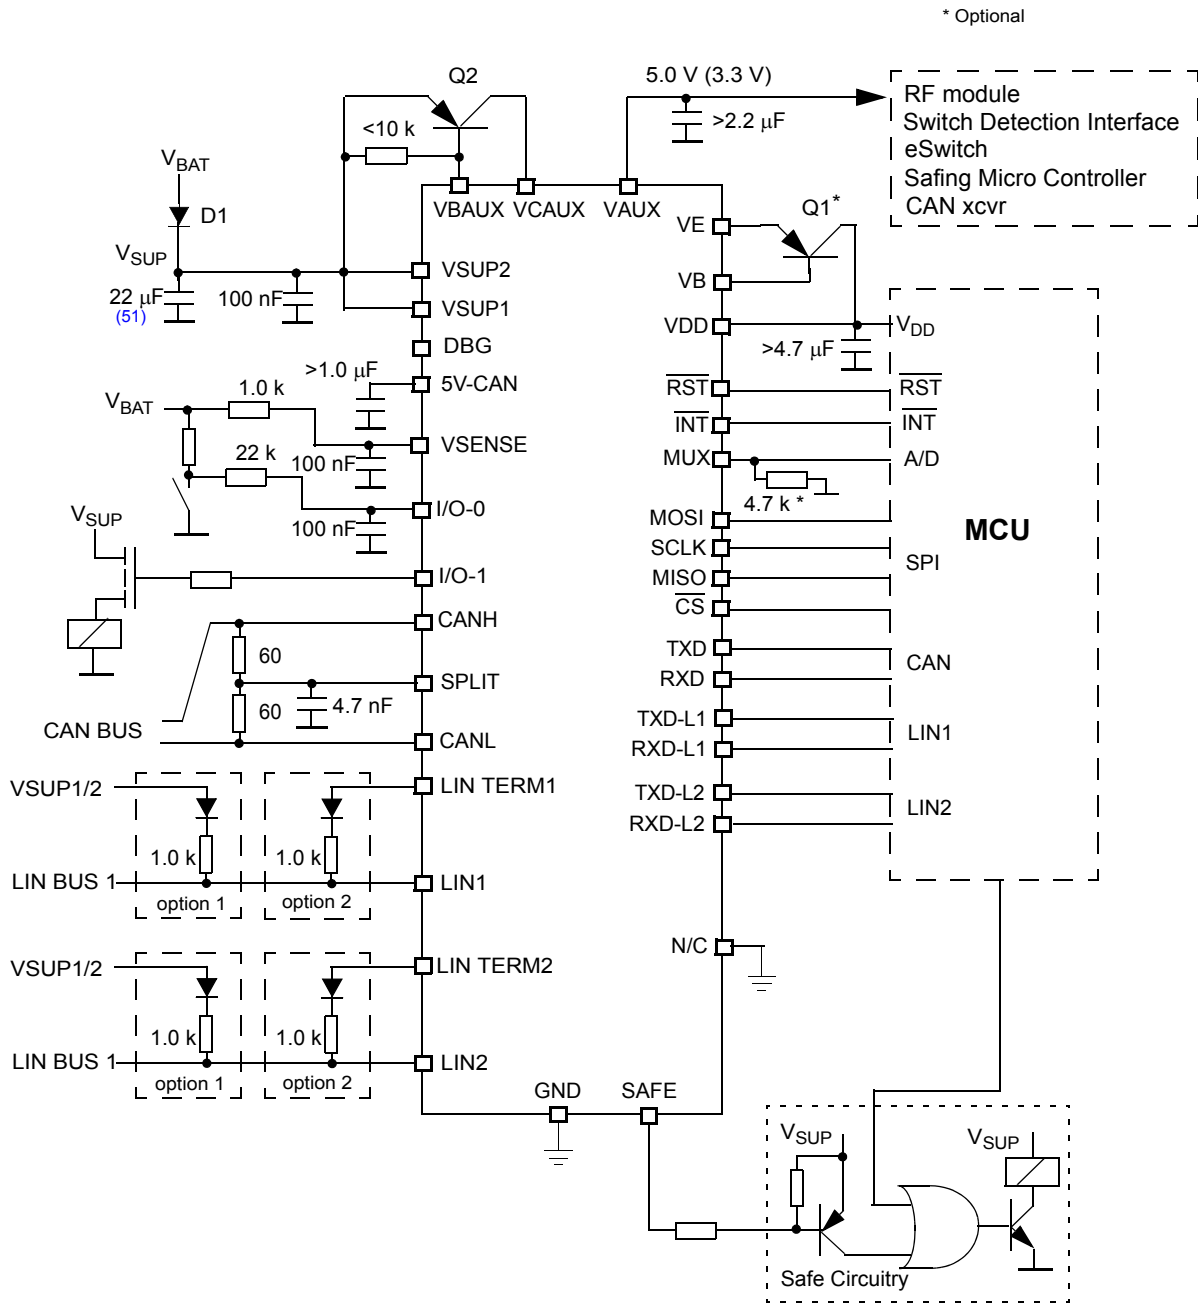 * Optional
Q2
5.0 V (3.3 V)
RF module
Switch Detection Interface
eSwitch
Safing Micro Controller
CAN xcvr
>2.2 μF
<10 k
VBAT
D1
VSUP
22 μF
(51)
100 nF
VBAUX
VCAUX
VAUX
Q1*
VE
VB
VDD
VDD
>4.7 μF
VSUP2
VSUP1
DBG
>1.0 μF
5V-CAN
VBAT
1.0 k
VSENSE
100 nF
22 k
I/O-0
100 nF
VSUP
I/O-1
CANH
60
SPLIT
60
4.7 nF
CAN BUS
CANL
RST
RST
INT
INT
MUX
A/D
4.7 k *
MOSI
SCLK
MISO
CS
SPI
MCU
TXD
RXD
CAN
TXD-L1
RXD-L1
LIN1
TXD-L2
RXD-L2
LIN2
VSUP1/2
LIN TERM1
1.0 k
1.0 k
LIN BUS 1
LIN1
option 1
option 2
N/C
VSUP1/2
LIN TERM2
1.0 k
1.0 k
LIN BUS 1
LIN2
option 1
option 2
GND
SAFE
VSUP
VSUP
Safe Circuitry